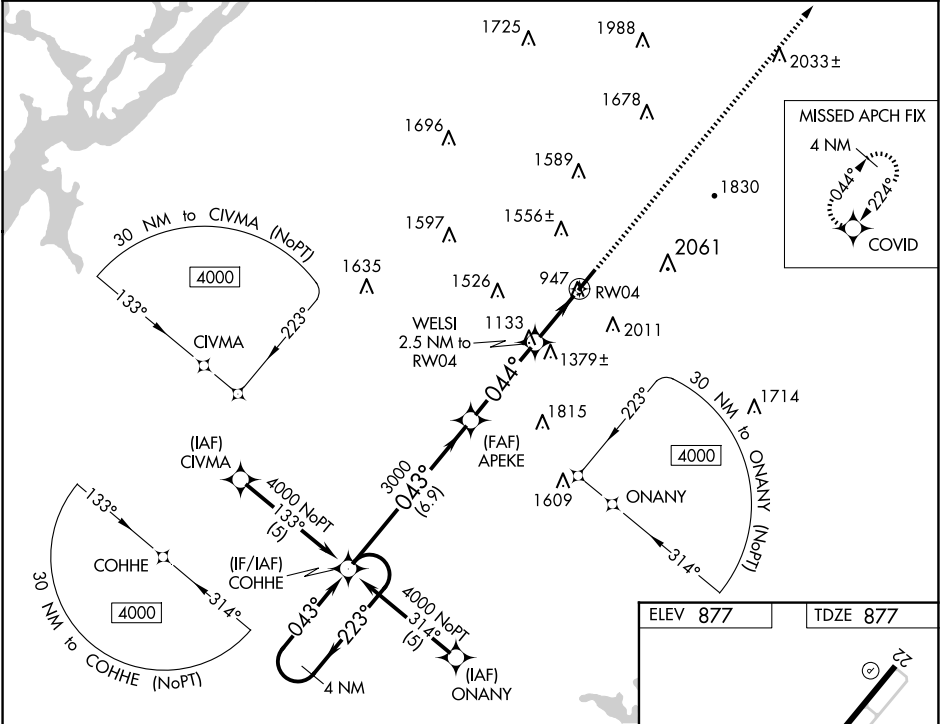 1725
1988
2033±
1678
MISSED APCH FIX
4 NM
044°
224°
COVID
1696
1589
1830
30 NM to CIVMA (NoPT)
4000
133°
223°
CIVMA
1597
1556±
1635
1526
2061
947
RW04
WELSI
2.5 NM to
RW04
1133
2011
1379±
044°
1815
(FAF)
APEKE
30 NM to ONANY (NoPT)
1714
223°
4000
1609
ONANY
314°
(IAF)
CIVMA
4000 NoPT
133°
(5)
3000
043°
(6.9)
133°
COHHE
314°
4000
30 NM to COHHE (NoPT)
(IF/IAF)
COHHE
043°
223°
4 NM
4000 NoPT
314°
(5)
(IAF)
ONANY
ELEV 877
TDZE 877
22
P